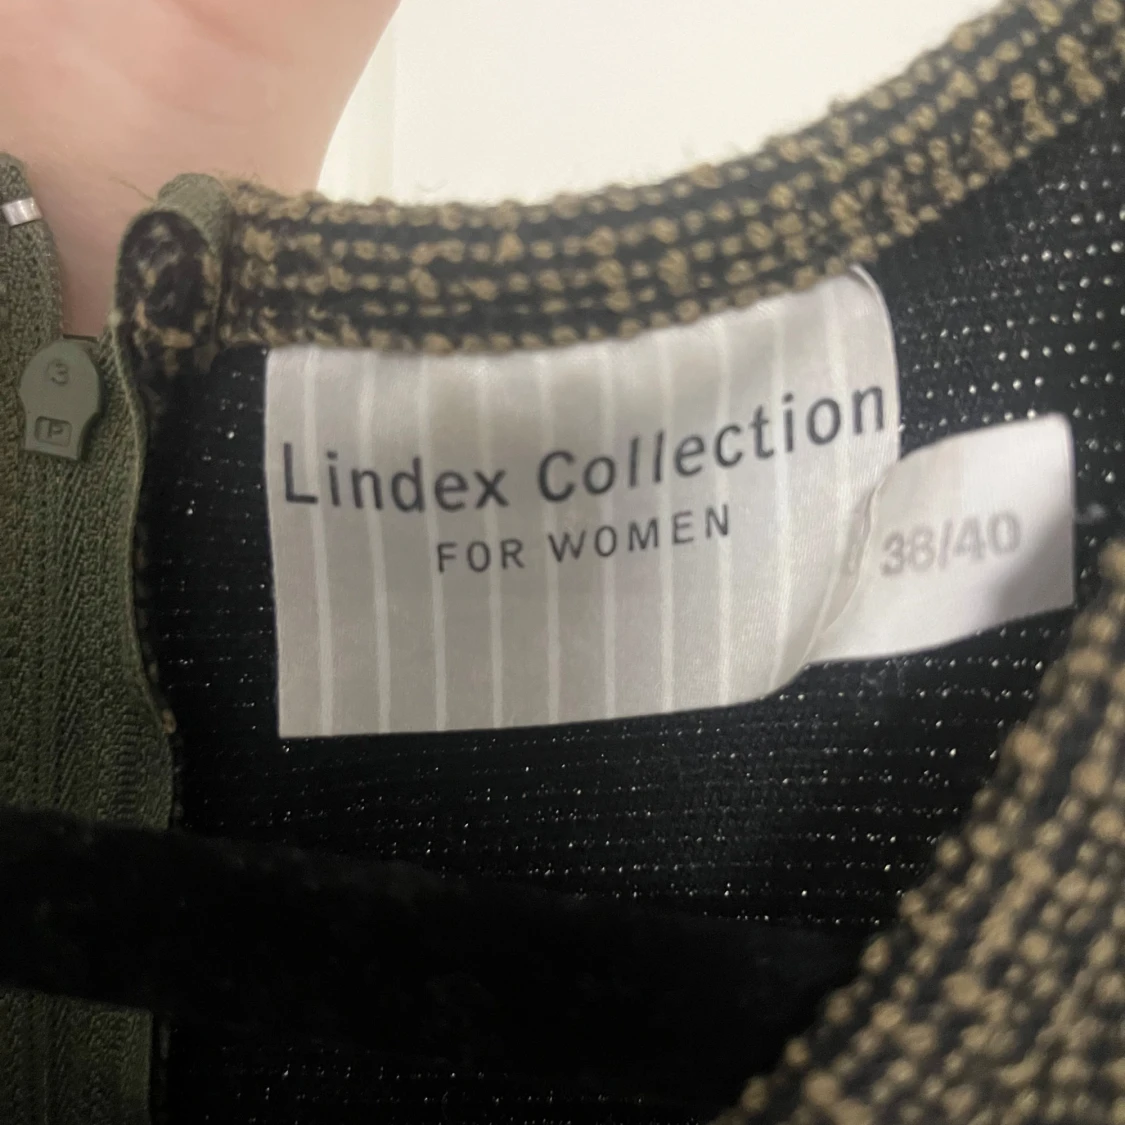 Lindex Collection
FOR WOMEN
38/40
3
P